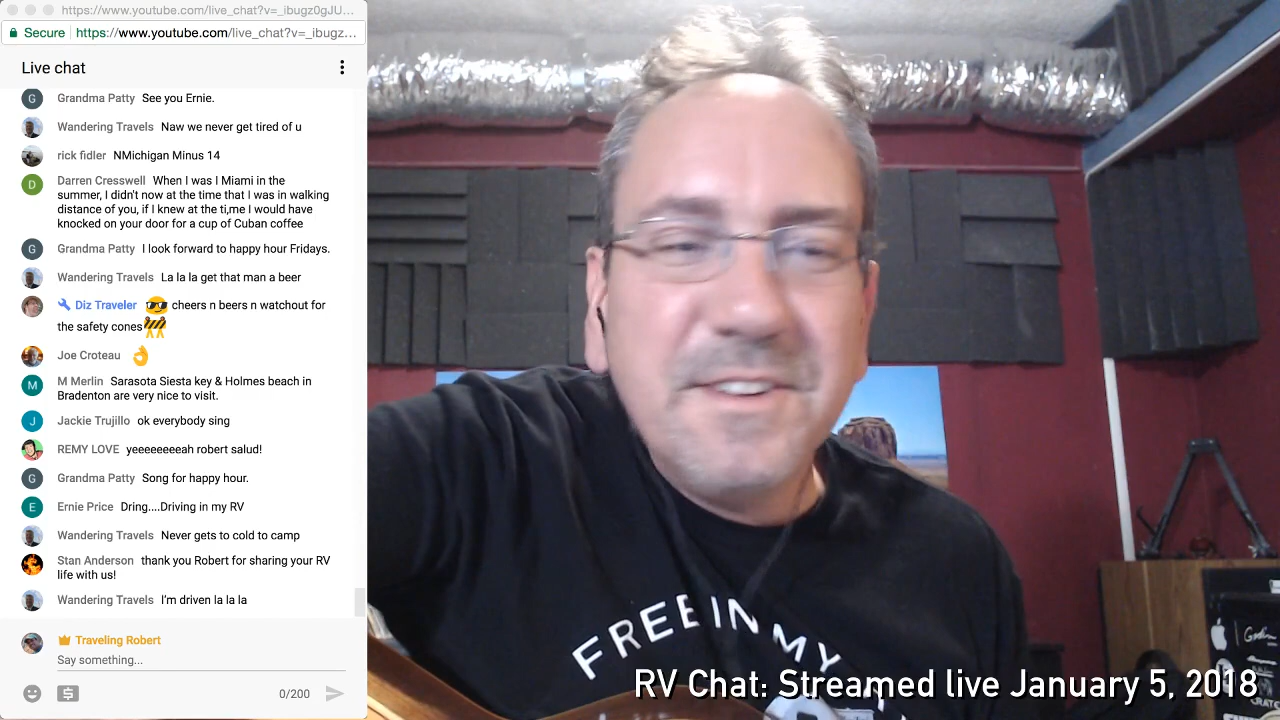 https://www.youtube.com/live_chat?v=_ibugz0gJU...
Secure https://www.youtube.com/live_chat?v=_ibugz...
Live chat
G Grandma Patty See you Ernie.
Wandering Travels Naw we never get tired of u
rick fidler NMichigan Minus 14
D Darren Cresswell When I was I Miami in the
summer, I didn't now at the time that I was in walking
distance of you, if I knew at the ti,me I would have
knocked on your door for a cup of Cuban coffee
G Grandma Patty I look forward to happy hour Fridays.
Wandering Travels La la la get that man a beer
Diz Traveler 😎 cheers n beers n watchout for
the safety cones🚧
Joe Croteau 👌
M M Merlin Sarasota Siesta key & Holmes beach in
Bradenton are very nice to visit.
J Jackie Trujillo ok everybody sing
REMY LOVE yeeeeeeeah robert salud!
G Grandma Patty Song for happy hour.
E Ernie Price Dring....Driving in my RV
Wandering Travels Never gets to cold to camp
Stan Anderson thank you Robert for sharing your RV
life with us!
Wandering Travels I'm driven la la la
Traveling Robert
Say something...
0/200
FREE IN MY
RV Chat: Streamed live January 5, 2018